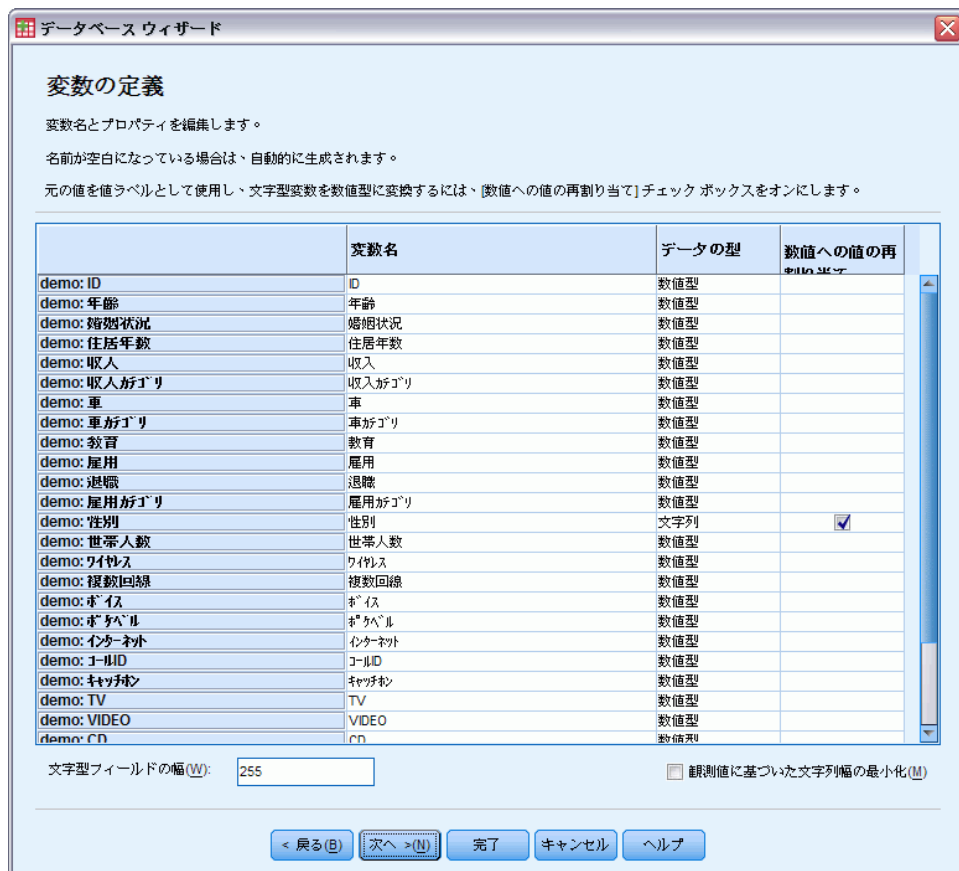 データベース ウィザード
変数の定義
変数名とプロパティを編集します。
名前が空白になっている場合は、自動的に生成されます。
元の値を値ラベルとして使用し、文字型変数を数値型に変換するには、[数値への値の再割り当て] チェック ボックスをオンにします。
変数名 データの型 数値への値の再割り当て
demo: ID ID 数値型
demo: 年齢 年齢 数値型
demo: 婚姻状況 婚姻状況 数値型
demo: 住居年数 住居年数 数値型
demo: 収入 収入 数値型
demo: 収入ｶﾃｺﾞﾘ 収入ｶﾃｺﾞﾘ 数値型
demo: 車 車 数値型
demo: 車ｶﾃｺﾞﾘ 車ｶﾃｺﾞﾘ 数値型
demo: 教育 教育 数値型
demo: 雇用 雇用 数値型
demo: 退職 退職 数値型
demo: 雇用ｶﾃｺﾞﾘ 雇用ｶﾃｺﾞﾘ 数値型
demo: 性別 性別 文字列
demo: 世帯人数 世帯人数 数値型
demo: ﾜｲﾔﾚｽ ﾜｲﾔﾚｽ 数値型
demo: 複数回線 複数回線 数値型
demo: ﾎﾞｲｽ ﾎﾞｲｽ 数値型
demo: ﾎﾟｹﾍﾞﾙ ﾎﾟｹﾍﾞﾙ 数値型
demo: ｲﾝﾀｰﾈｯﾄ ｲﾝﾀｰﾈｯﾄ 数値型
demo: ｺｰﾙID ｺｰﾙID 数値型
demo: ｷｬｯﾁﾎﾝ ｷｬｯﾁﾎﾝ 数値型
demo: TV TV 数値型
demo: VIDEO VIDEO 数値型
demo: CD CD 数値型
文字型フィールドの幅(W): 255 観測値に基づいた文字列幅の最小化(M)
< 戻る(B) 次へ >(N) 完了 キャンセル ヘルプ